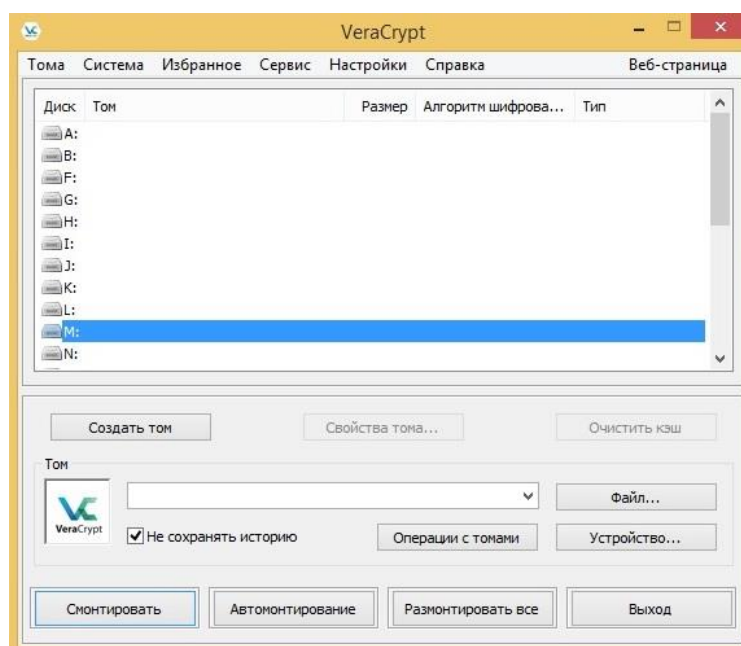 VeraCrypt
Тома Система Избранное Сервис Настройки Справка Веб-страница
Диск Том Размер Алгоритм шифрова... Тип
A:
B:
F:
G:
H:
I:
J:
K:
L:
M:
N:
Создать том Свойства тома... Очистить кэш
Том
VeraCrypt
Файл...
Не сохранять историю Операции с томами Устройство...
Смонтировать Автомонтирование Размонтировать все Выход